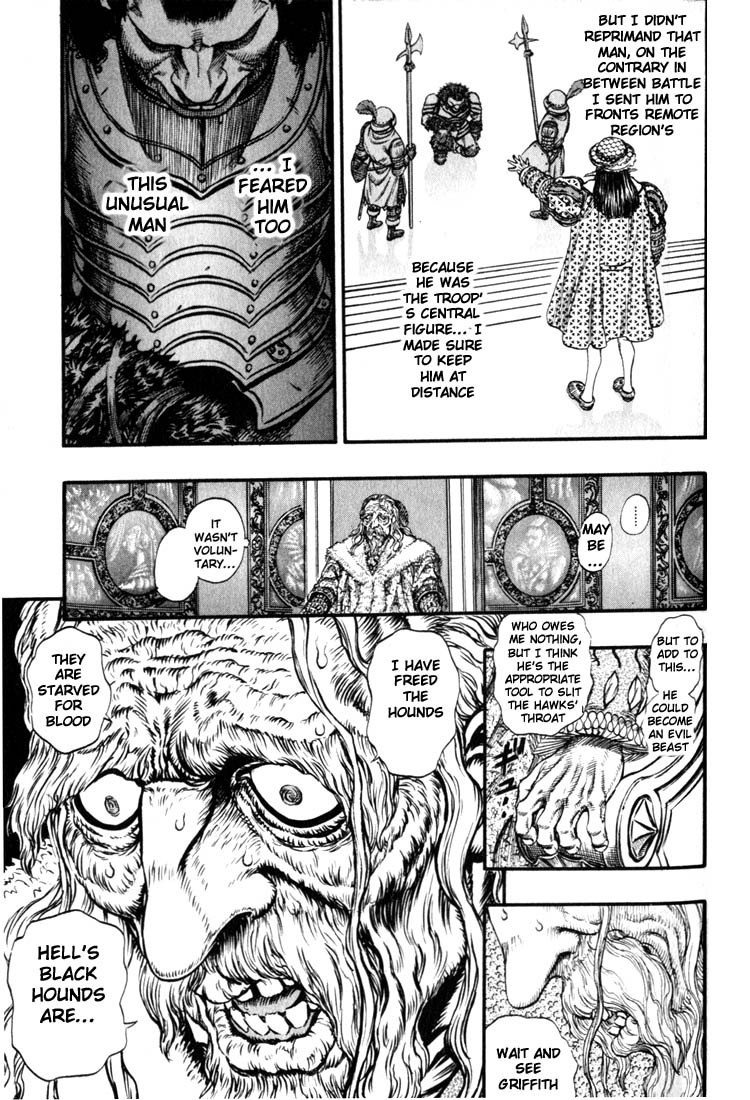 BUT I DIDN'T
REPRIMAND THAT
MAN, ON THE
CONTRARY IN
BETWEEN BATTLE
I SENT HIM TO
FRONTS REMOTE
REGION'S
BECAUSE
HE WAS
THE TROOP'
S CENTRAL
FIGURE... I
MADE SURE
TO KEEP
HIM AT
DISTANCE
... I
FEARED
HIM
TOO
THIS
UNUSUAL
MAN
......
MAY
BE
...
IT
WASN'T
VOLUN-
TARY...
BUT TO
ADD TO
THIS...
HE
COULD
BECOME
AN EVIL
BEAST
WHO OWES
ME NOTHING,
BUT I THINK
HE'S THE
APPROPRIATE
TOOL TO SLIT
THE HAWKS'
THROAT
ギュ..
I HAVE
FREED
THE
HOUNDS
THEY
ARE
STARVED
FOR
BLOOD
HELL'S
BLACK
HOUNDS
ARE...
WAIT AND
SEE
GRIFFITH